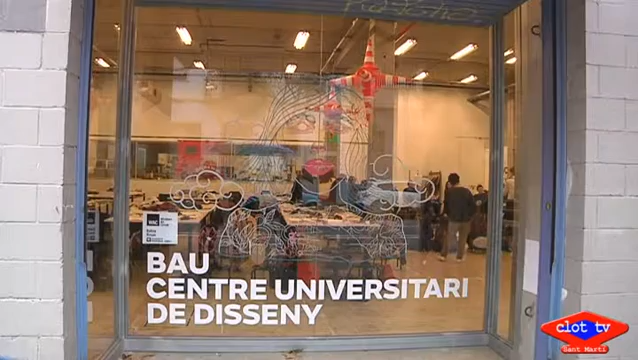 BAU
CENTRE UNIVERSITARI
DE DISSENY
clot tv
Sant Martí